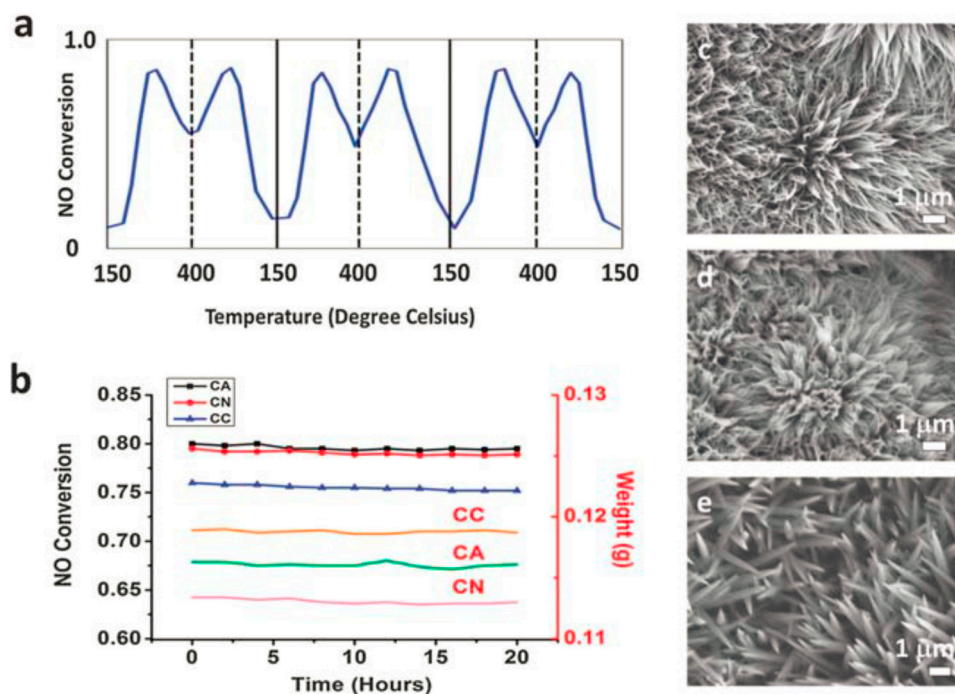 a
1.0
NO Conversion
0
150 400 150 400 150 400 150
Temperature (Degree Celsius)
b
CA
CN
CC
0.85
0.80
0.75
0.70
0.65
0.60
NO Conversion
0 5 10 15 20
Time (Hours)
CC
CA
CN
0.13
0.12
0.11
Weight (g)
c
1 μm
d
1 μm
e
1 μm